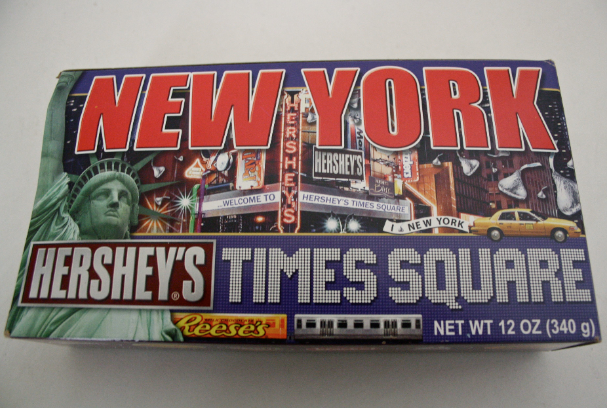 NEW YORK
HERSHEY'S
HERSHEY'S
...WELCOME TO HERSHEY'S TIMES SQUARE
I NEW YORK
HERSHEY'S® TIMES SQUARE
Reese's
NET WT 12 OZ (340 g)